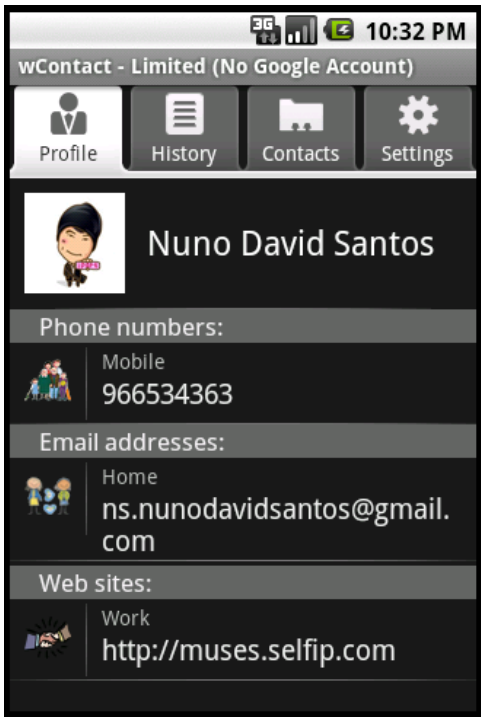 3G 10:32 PM
wContact - Limited (No Google Account)
Profile History Contacts Settings
Nuno David Santos
Phone numbers:
Mobile
966534363
Email addresses:
Home
ns.nunodavidsantos@gmail.
com
Web sites:
Work
http://muses.selfip.com